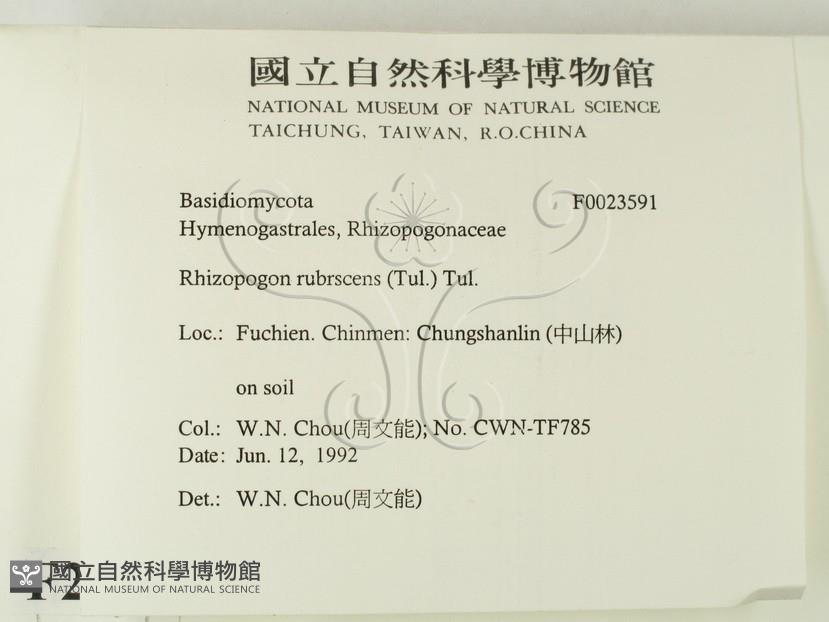 國立自然科學博物館
NATIONAL MUSEUM OF NATURAL SCIENCE
TAICHUNG, TAIWAN, R.O.CHINA
Basidiomycota F0023591
Hymenogastrales, Rhizopogonaceae
Rhizopogon rubrscens (Tul.) Tul.
Loc.: Fuchien. Chinmen: Chungshanlin (中山林)
on soil
Col.: W.N. Chou(周文能); No. CWN-TF785
Date: Jun. 12, 1992
Det.: W.N. Chou(周文能)
國立自然科學博物館
NATIONAL MUSEUM OF NATURAL SCIENCE